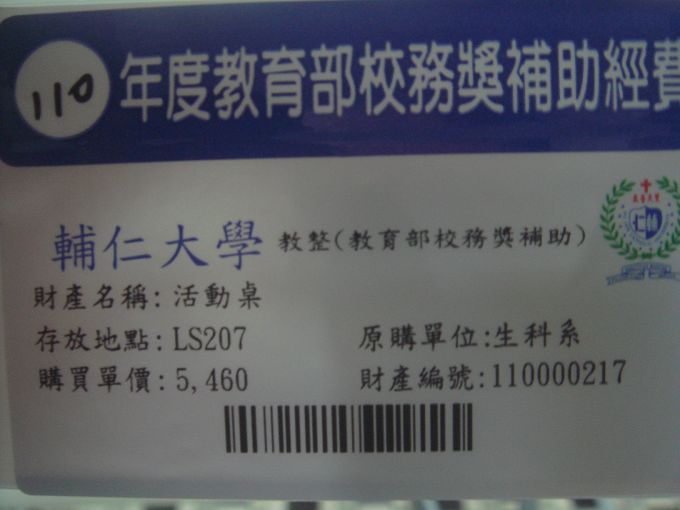 110 年度教育部校務獎補助經費
輔仁大學 教整(教育部校務獎補助)
財產名稱: 活動桌
存放地點: LS207 原購單位:生科系
購買單價: 5,460 財產編號:110000217